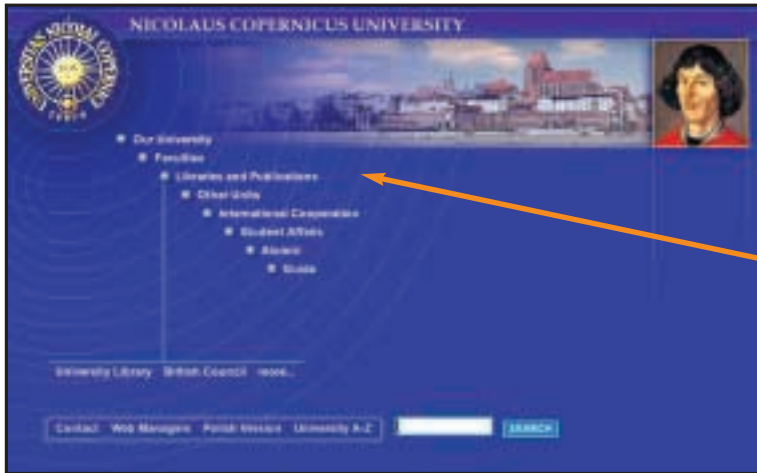 NICOLAUS COPERNICUS UNIVERSITY
Our University
Faculties
Libraries and Publications
Other Units
International Cooperation
Student Affairs
Alumni
Guide
University Library British Council more...
Contact Web Managers Polish Version University A-Z SEARCH